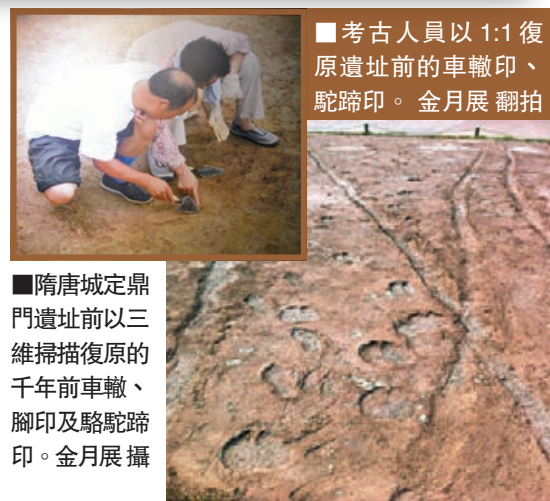 ■考古人員以 1:1 復
原遺址前的車轍印、
駝蹄印。 金月展 翻拍
■隋唐城定鼎
門遺址前以三
維掃描復原的
千年前車轍、
腳印及駱駝蹄
印。金月展 攝